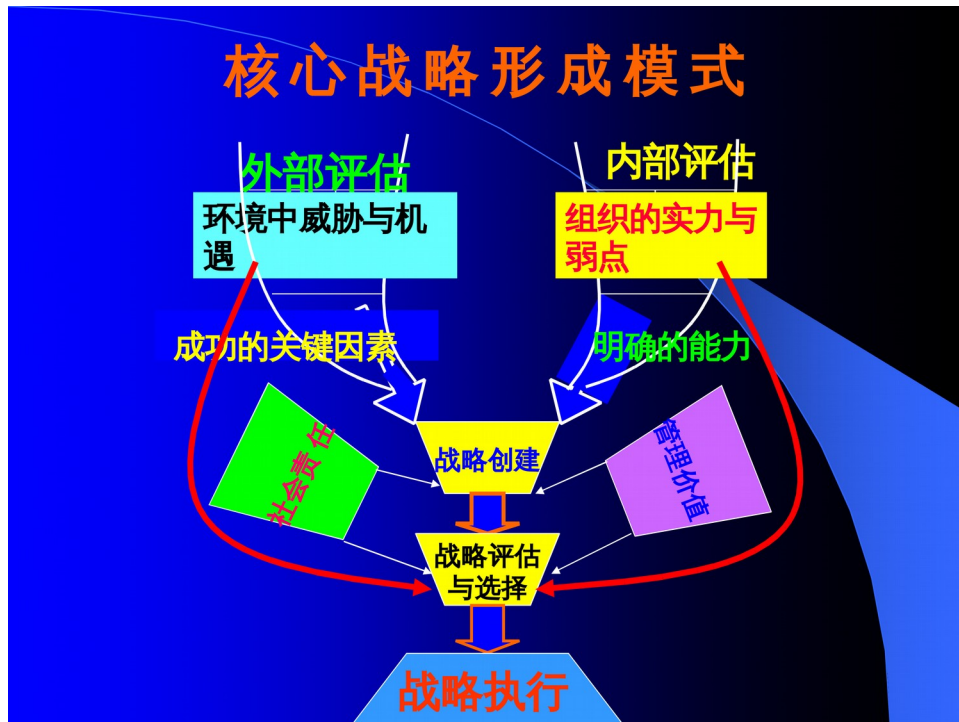 核心战略形成模式
外部评估
内部评估
环境中威胁与机
遇
组织的实力与
弱点
成功的关键因素
明确的能力
社会责任
管理价值
战略创建
战略评估
与选择
战略执行